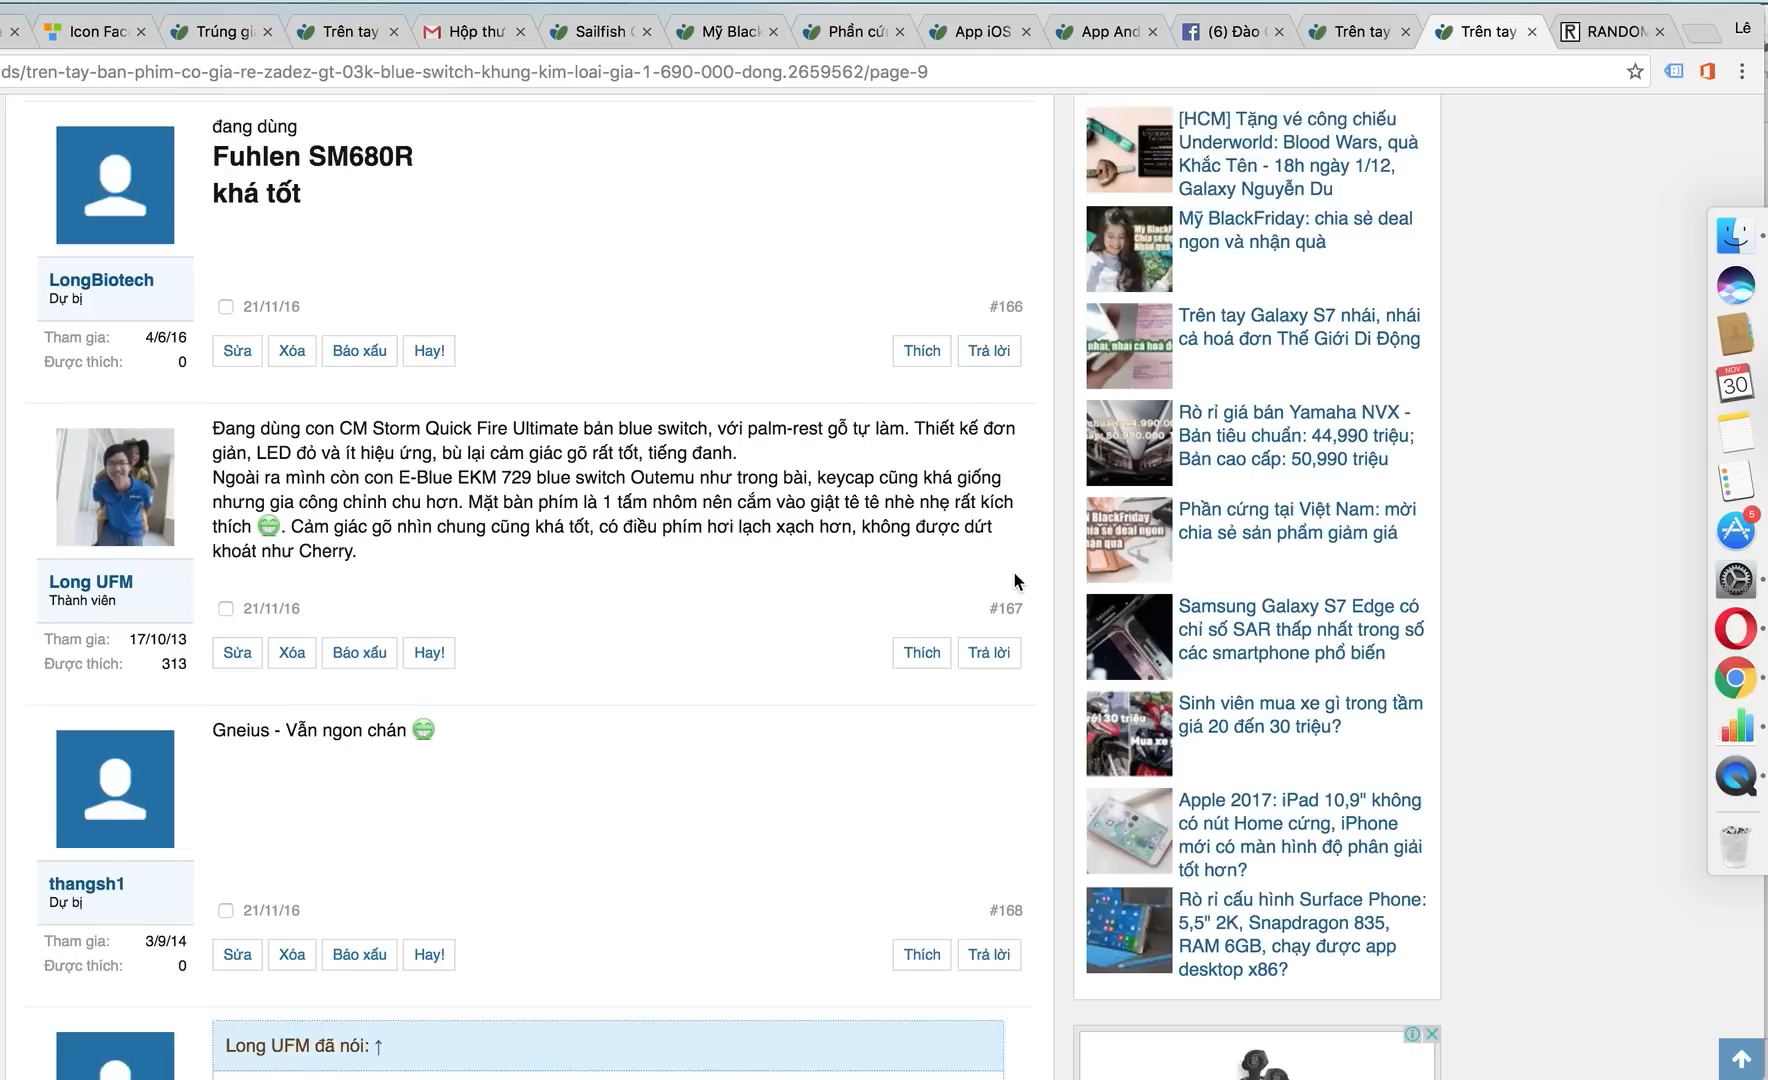 Icon Fac
Trúng gi
Trên tay
Hộp thư
Sailfish
Mỹ Black
Phần cứ
App iOS
App And
(6) Đào
Trên tay
Trên tay
RANDOM
Lê
ds/tren-tay-ban-phim-co-gia-re-zadez-gt-03k-blue-switch-khung-kim-loai-gia-1-690-000-dong.2659562/page-9
đang dùng
Fuhlen SM680R
khá tốt
LongBiotech
Dự bị
Tham gia: 4/6/16
Được thích: 0
21/11/16 #166
Sửa Xóa Báo xấu Hay! Thích Trả lời
Đang dùng con CM Storm Quick Fire Ultimate bản blue switch, với palm-rest gỗ tự làm. Thiết kế đơn
giản, LED đỏ và ít hiệu ứng, bù lại cảm giác gõ rất tốt, tiếng đanh.
Ngoài ra mình còn con E-Blue EKM 729 blue switch Outemu như trong bài, keycap cũng khá giống
nhưng gia công chỉnh chu hơn. Mặt bàn phím là 1 tấm nhôm nên cắm vào giật tê tê nhè nhẹ rất kích
thích . Cảm giác gõ nhìn chung cũng khá tốt, có điều phím hơi lạch xạch hơn, không được dứt
khoát như Cherry.
Long UFM
Thành viên
Tham gia: 17/10/13
Được thích: 313
21/11/16 #167
Sửa Xóa Báo xấu Hay! Thích Trả lời
Gneius - Vẫn ngon chán
thangsh1
Dự bị
Tham gia: 3/9/14
Được thích: 0
21/11/16 #168
Sửa Xóa Báo xấu Hay! Thích Trả lời
Long UFM đã nói: ↑
[HCM] Tặng vé công chiếu
Underworld: Blood Wars, quà
Khắc Tên - 18h ngày 1/12,
Galaxy Nguyễn Du
Mỹ BlackFriday: chia sẻ deal
ngon và nhận quà
Trên tay Galaxy S7 nhái, nhái
cả hoá đơn Thế Giới Di Động
Rò rỉ giá bán Yamaha NVX -
Bản tiêu chuẩn: 44,990 triệu;
Bản cao cấp: 50,990 triệu
Phần cứng tại Việt Nam: mời
chia sẻ sản phẩm giảm giá
Samsung Galaxy S7 Edge có
chỉ số SAR thấp nhất trong số
các smartphone phổ biến
Sinh viên mua xe gì trong tầm
giá 20 đến 30 triệu?
Apple 2017: iPad 10,9" không
có nút Home cứng, iPhone
mới có màn hình độ phân giải
tốt hơn?
Rò rỉ cấu hình Surface Phone:
5,5" 2K, Snapdragon 835,
RAM 6GB, chạy được app
desktop x86?
NOV
30
5